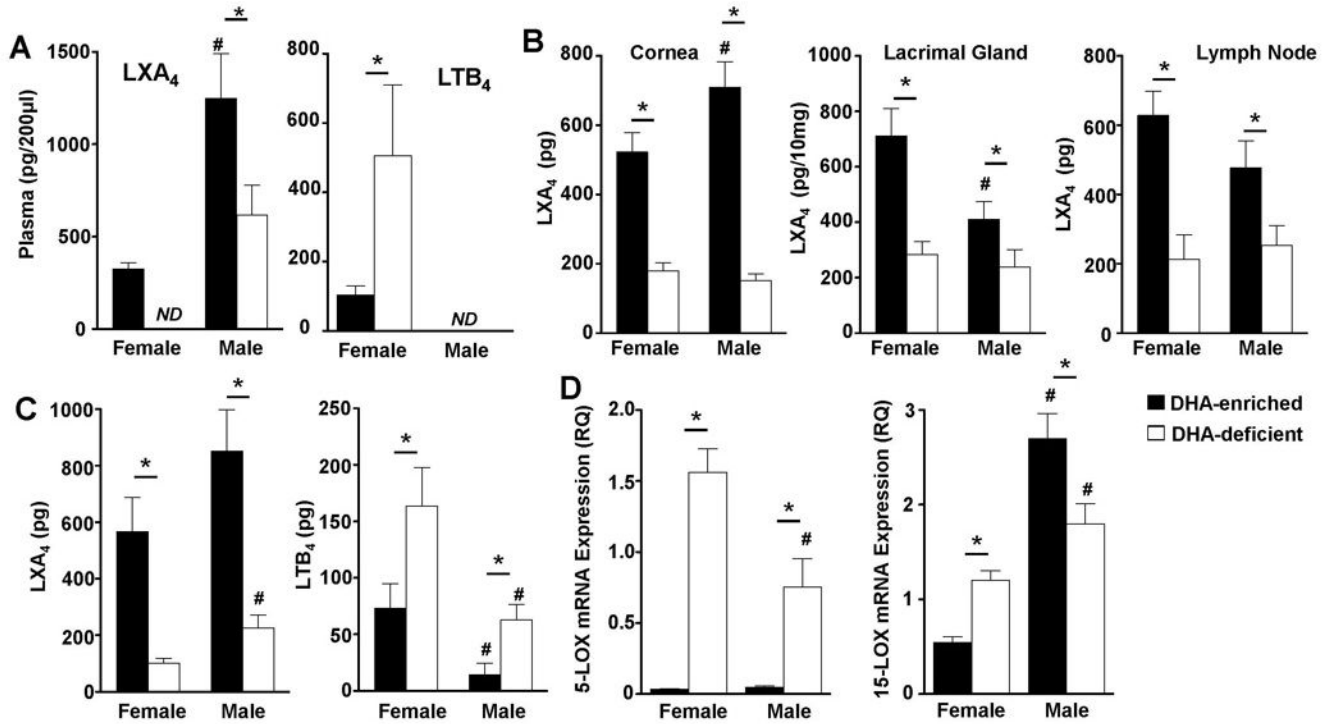 A
LXA₄
Plasma (pg/200µl)
1500
1000
500
0
#
*
ND
Female
Male
LTB₄
800
600
400
200
0
*
ND
Female
Male
B
Cornea
LXA₄ (pg)
800
600
400
200
0
*
#
*
Female
Male
Lacrimal Gland
LXA₄ (pg/10mg)
1000
800
600
400
200
0
*
#
*
Female
Male
Lymph Node
LXA₄ (pg)
800
600
400
200
0
*
*
Female
Male
C
LXA₄ (pg)
1000
800
600
400
200
0
*
*
#
Female
Male
LTB₄ (pg)
250
200
150
100
50
0
*
#
*
#
Female
Male
D
5-LOX mRNA Expression (RQ)
2.0
1.5
1.0
0.5
0
*
*
#
Female
Male
15-LOX mRNA Expression (RQ)
3
2
1
0
*
#
*
#
Female
Male
DHA-enriched
DHA-deficient